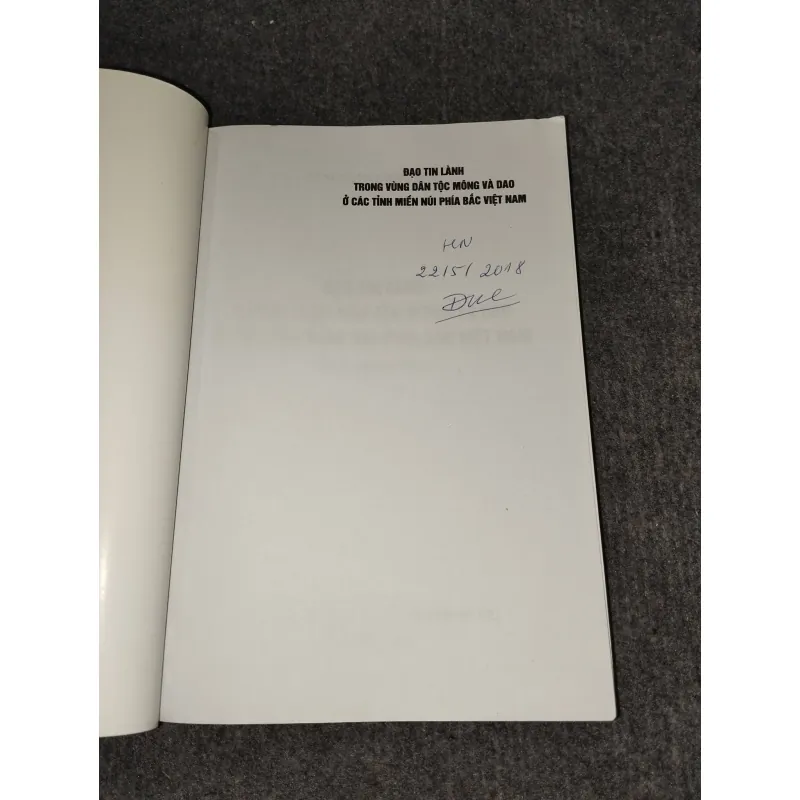 ĐẠO TIN LÀNH
TRONG VÙNG DÂN TỘC MÔNG VÀ DAO
Ở CÁC TỈNH MIỀN NÚI PHÍA BẮC VIỆT NAM
HN
22/5/2018
Đức